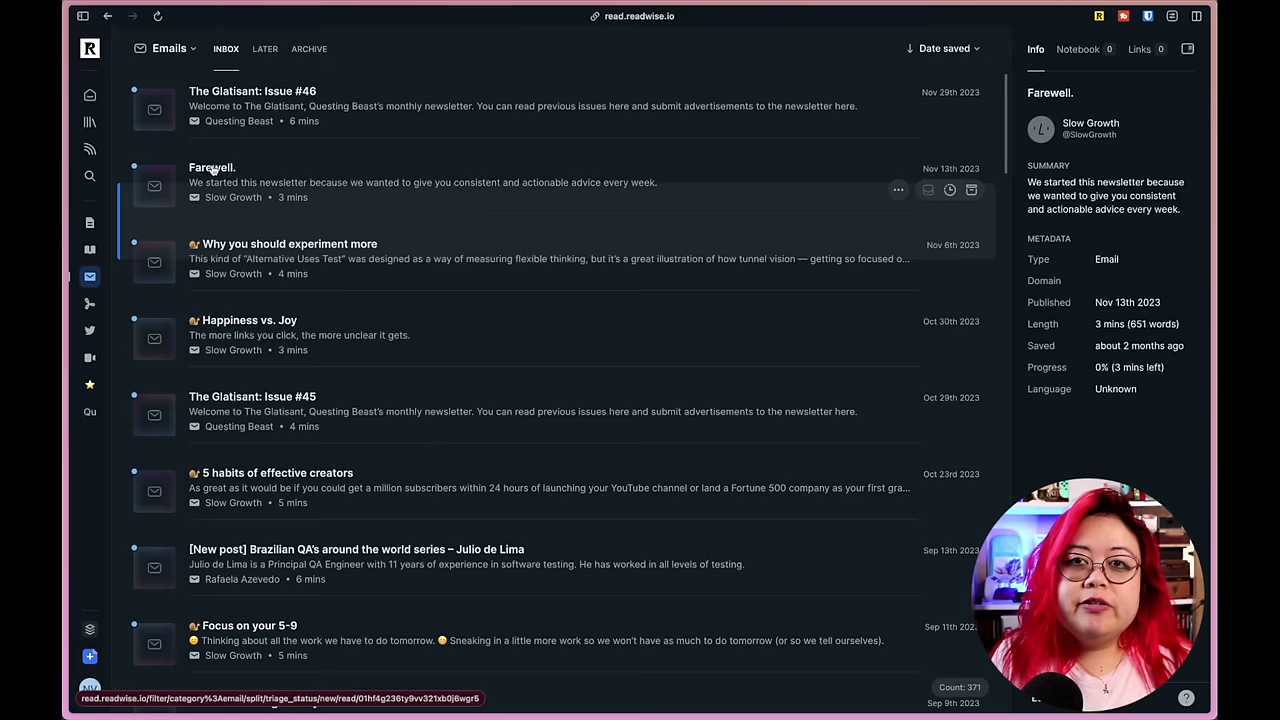 read.readwise.io
R
Emails
INBOX
LATER
ARCHIVE
Date saved
The Glatisant: Issue #46
Nov 29th 2023
Welcome to The Glatisant, Questing Beast's monthly newsletter. You can read previous issues here and submit advertisements to the newsletter here.
Questing Beast • 6 mins
Farewell.
Nov 13th 2023
We started this newsletter because we wanted to give you consistent and actionable advice every week.
Slow Growth • 3 mins
🐌 Why you should experiment more
Nov 6th 2023
This kind of "Alternative Uses Test" was designed as a way of measuring flexible thinking, but it's a great illustration of how tunnel vision — getting so focused o...
Slow Growth • 4 mins
🐌 Happiness vs. Joy
Oct 30th 2023
The more links you click, the more unclear it gets.
Slow Growth • 3 mins
The Glatisant: Issue #45
Oct 29th 2023
Welcome to The Glatisant, Questing Beast's monthly newsletter. You can read previous issues here and submit advertisements to the newsletter here.
Questing Beast • 4 mins
🐌 5 habits of effective creators
Oct 23rd 2023
As great as it would be if you could get a million subscribers within 24 hours of launching your YouTube channel or land a Fortune 500 company as your first gra...
Slow Growth • 5 mins
[New post] Brazilian QA's around the world series – Julio de Lima
Sep 13th 2023
Julio de Lima is a Principal QA Engineer with 11 years of experience in software testing. He has worked in all levels of testing.
Rafaela Azevedo • 6 mins
🐌 Focus on your 5-9
Sep 11th 202
😑 Thinking about all the work we have to do tomorrow. 😄 Sneaking in a little more work so we won't have as much to do tomorrow (or so we tell ourselves).
Slow Growth • 5 mins
Count: 371
Sep 9th 2023
Qu
NV
read.readwise.io/filter/category%3Aemail/split/triage_status/new/read/01hf4g236ty9vv321xb0j6wgr5
Info
Notebook 0
Links 0
Farewell.
L
Slow Growth
@SlowGrowth
SUMMARY
We started this newsletter because we wanted to give you consistent and actionable advice every week.
METADATA
Type Email
Domain
Published Nov 13th 2023
Length 3 mins (651 words)
Saved about 2 months ago
Progress 0% (3 mins left)
Language Unknown
?